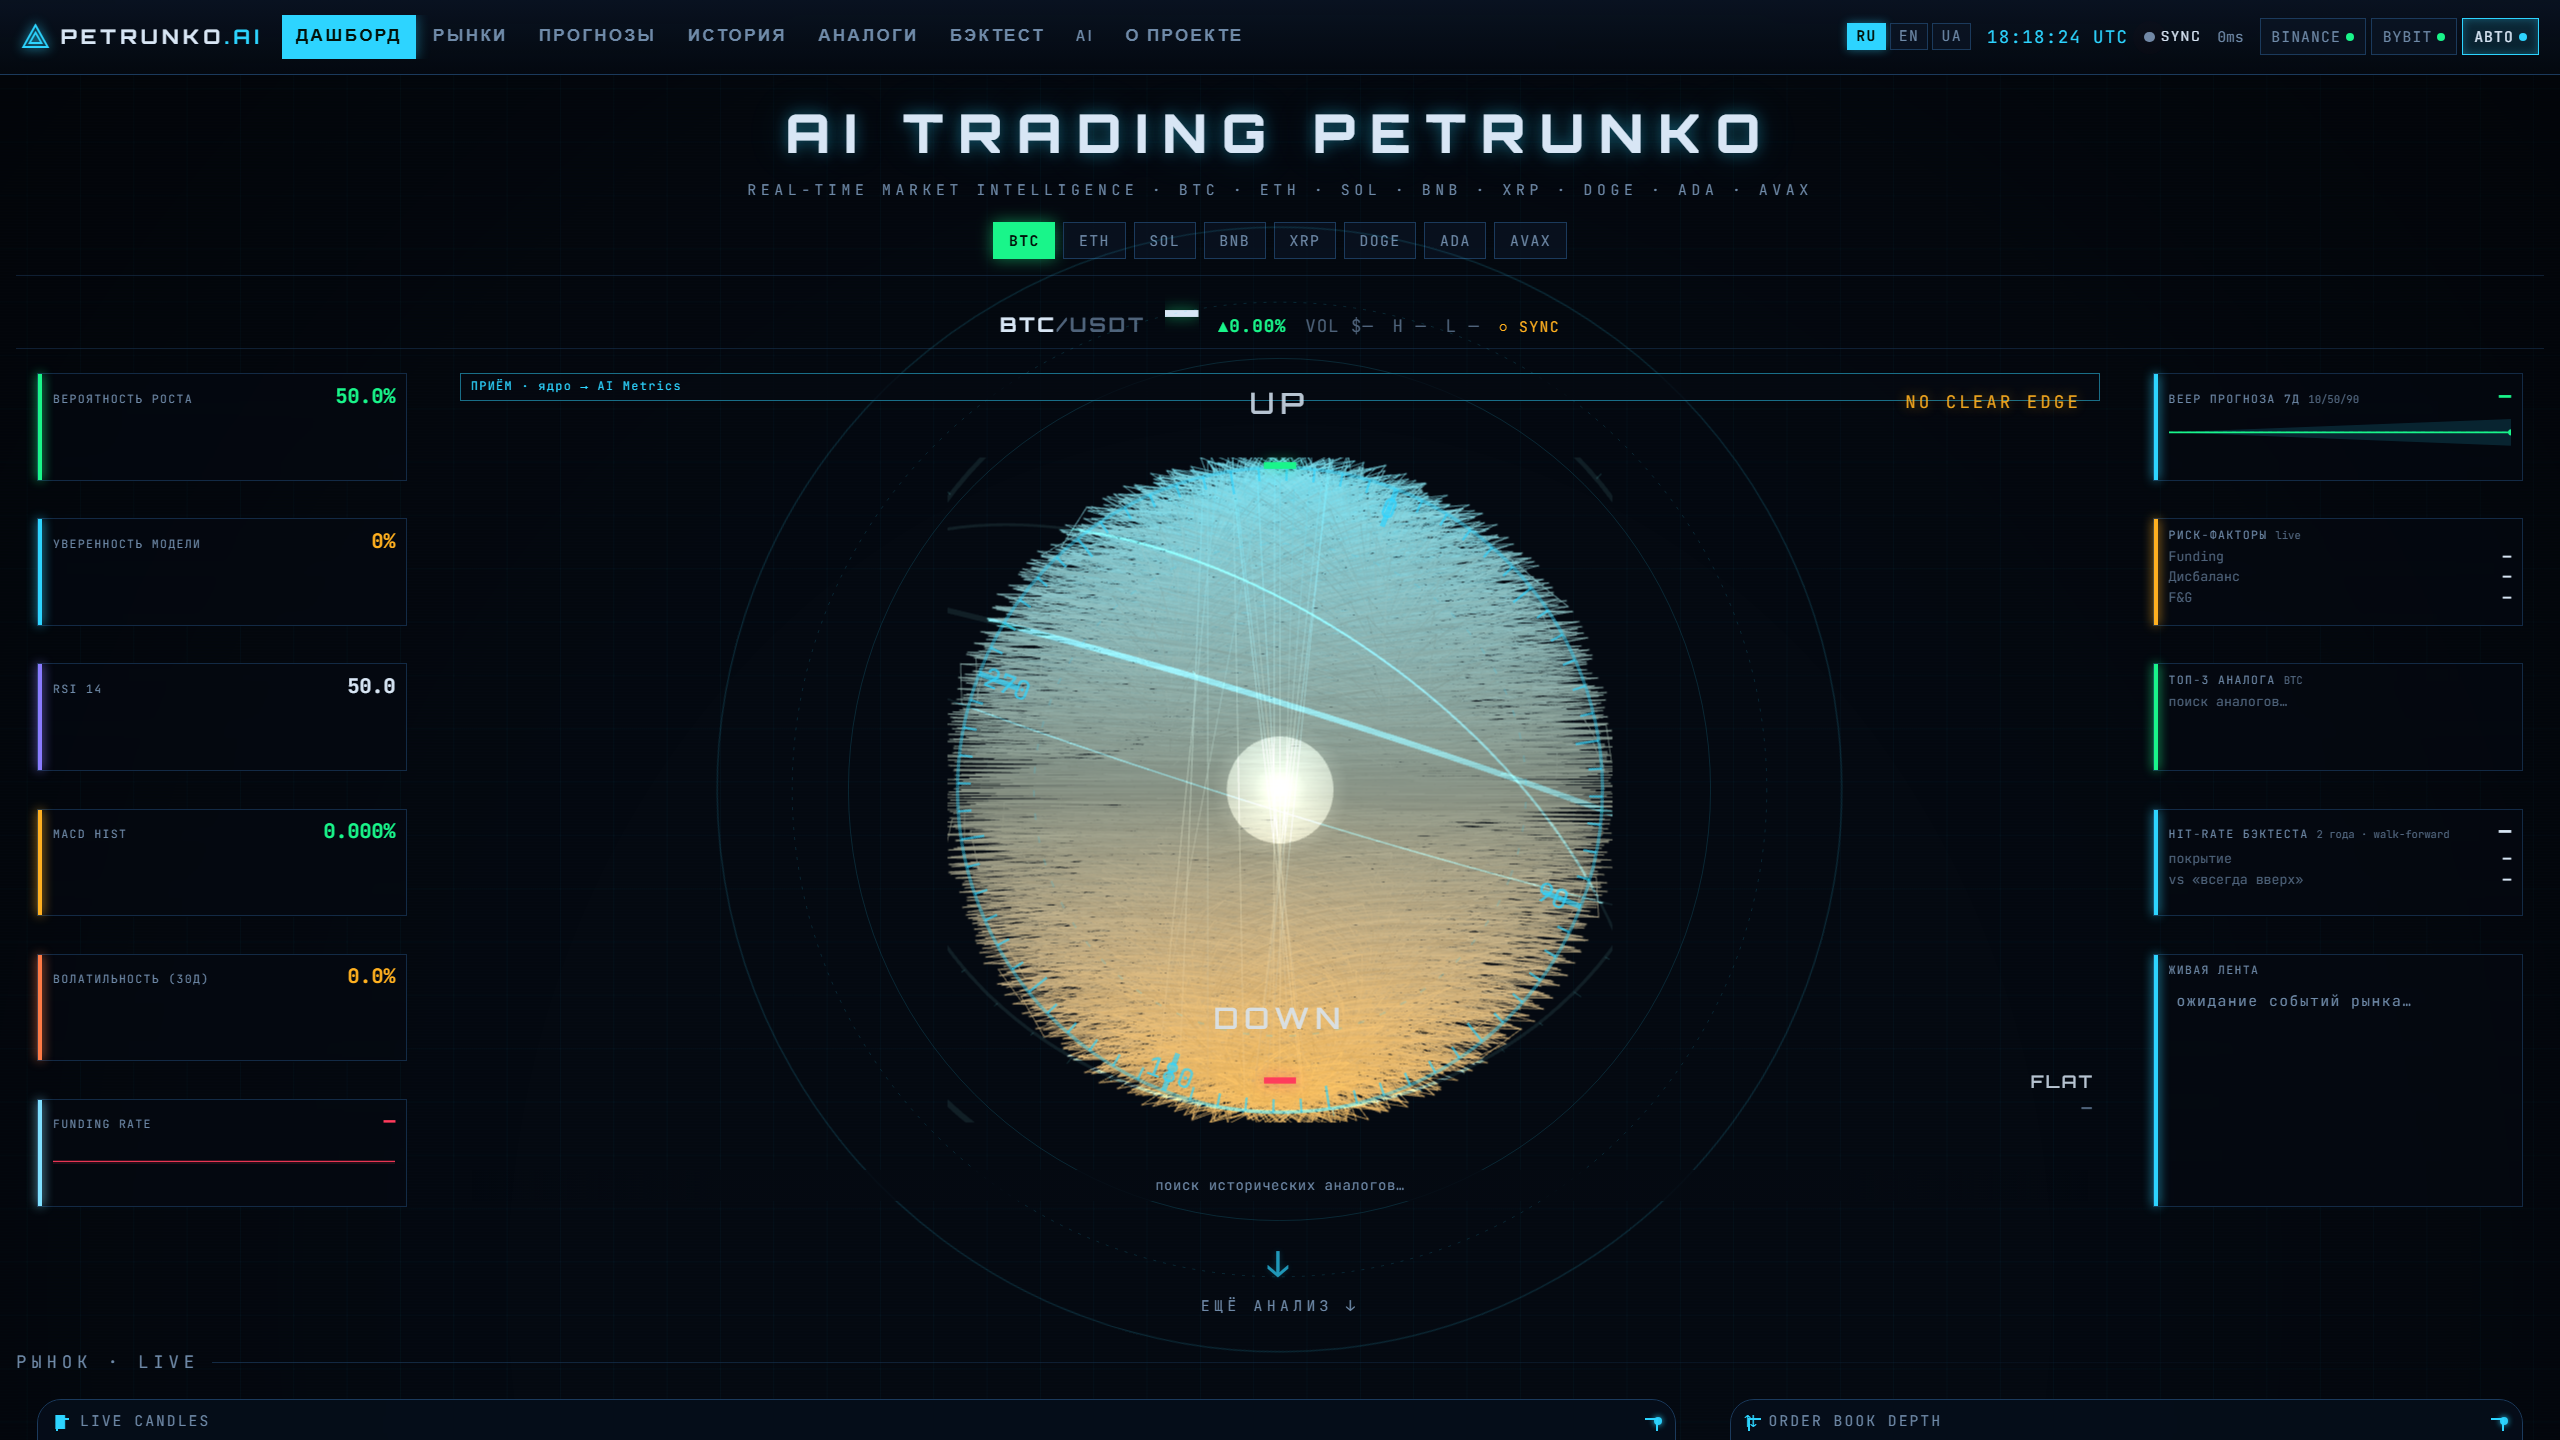 PETRUNKO.AI ДАШБОРД РЫНКИ ПРОГНОЗЫ ИСТОРИЯ АНАЛОГИ БЭКТЕСТ AI О ПРОЕКТЕ RU EN UA 18:18:24 UTC SYNC 0ms BINANCE BYBIT АВТО
AI TRADING PETRUNKO
REAL-TIME MARKET INTELLIGENCE · BTC · ETH · SOL · BNB · XRP · DOGE · ADA · AVAX
BTC ETH SOL BNB XRP DOGE ADA AVAX
BTC/USDT — ▲0.00% VOL $— H — L — ○ SYNC
ВЕРОЯТНОСТЬ РОСТА 50.0%
УВЕРЕННОСТЬ МОДЕЛИ 0%
RSI 14 50.0
MACD HIST 0.000%
ВОЛАТИЛЬНОСТЬ (30Д) 0.0%
FUNDING RATE —
ПРИЁМ · ядро → AI Metrics
UP
—
NO CLEAR EDGE
270
90
180
DOWN
—
FLAT
—
поиск исторических аналогов…
↓
ЕЩЁ АНАЛИЗ ↓
ВЕЕР ПРОГНОЗА 7Д 10/50/90 —
РИСК-ФАКТОРЫ live
Funding —
Дисбаланс —
F&G —
ТОП-3 АНАЛОГА BTC
поиск аналогов…
HIT-RATE БЭКТЕСТА 2 года · walk-forward —
покрытие —
vs «всегда вверх» —
ЖИВАЯ ЛЕНТА
ожидание событий рынка…
РЫНОК · LIVE
LIVE CANDLES
ORDER BOOK DEPTH